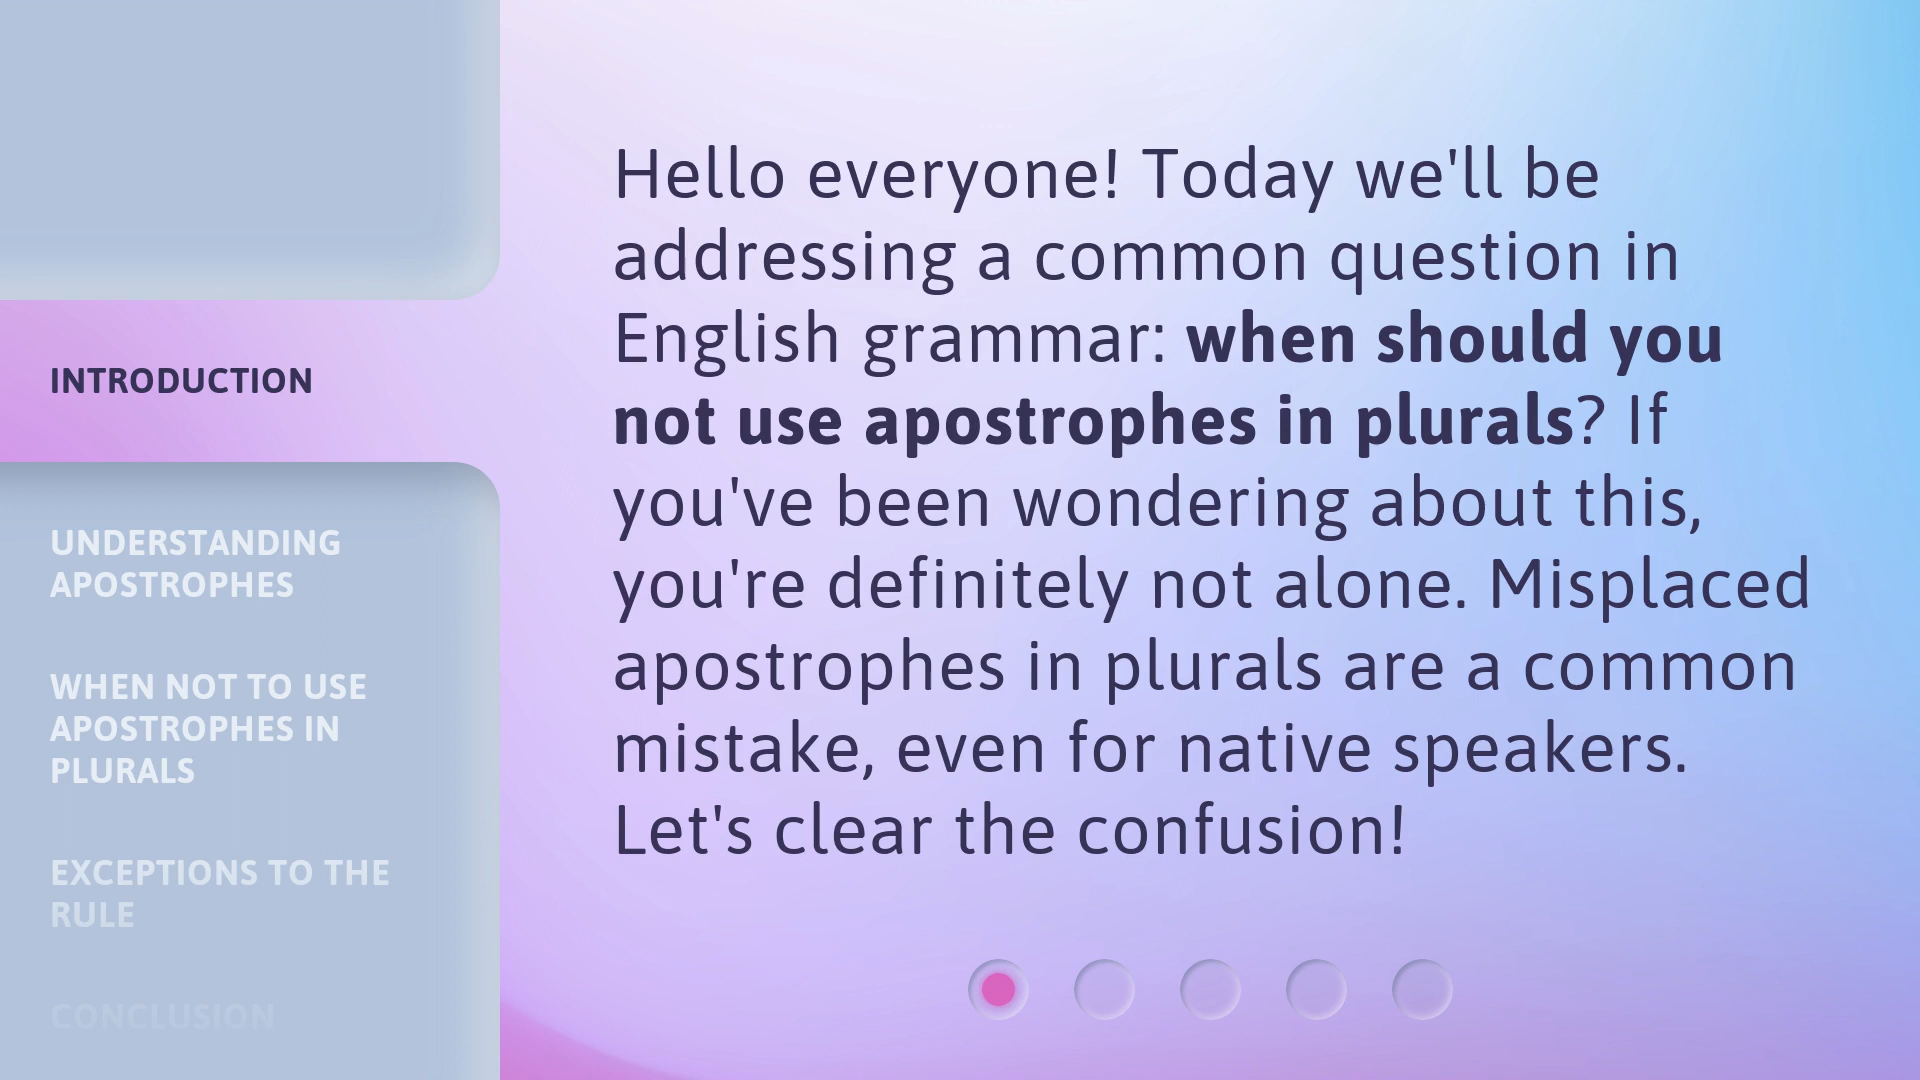 INTRODUCTION
UNDERSTANDING
APOSTROPHES
WHEN NOT TO USE
APOSTROPHES IN
PLURALS
EXCEPTIONS TO THE
RULE
CONCLUSION
Hello everyone! Today we'll be
addressing a common question in
English grammar: when should you
not use apostrophes in plurals? If
you've been wondering about this,
you're definitely not alone. Misplaced
apostrophes in plurals are a common
mistake, even for native speakers.
Let's clear the confusion!